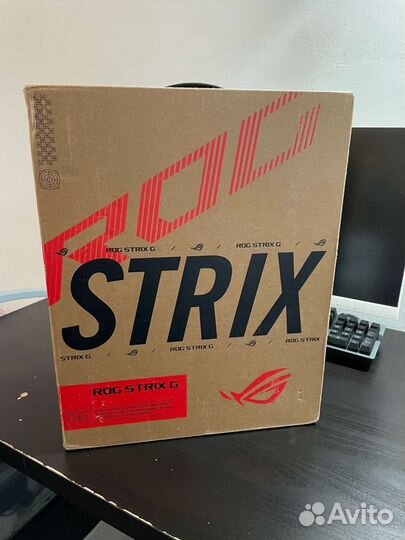 ROG
ROG STRIX G / / ROG STRIX G /
STRIX
STRIX G / / ROG STRIX G / / ROG STRIX
ROG STRIX G
Avito